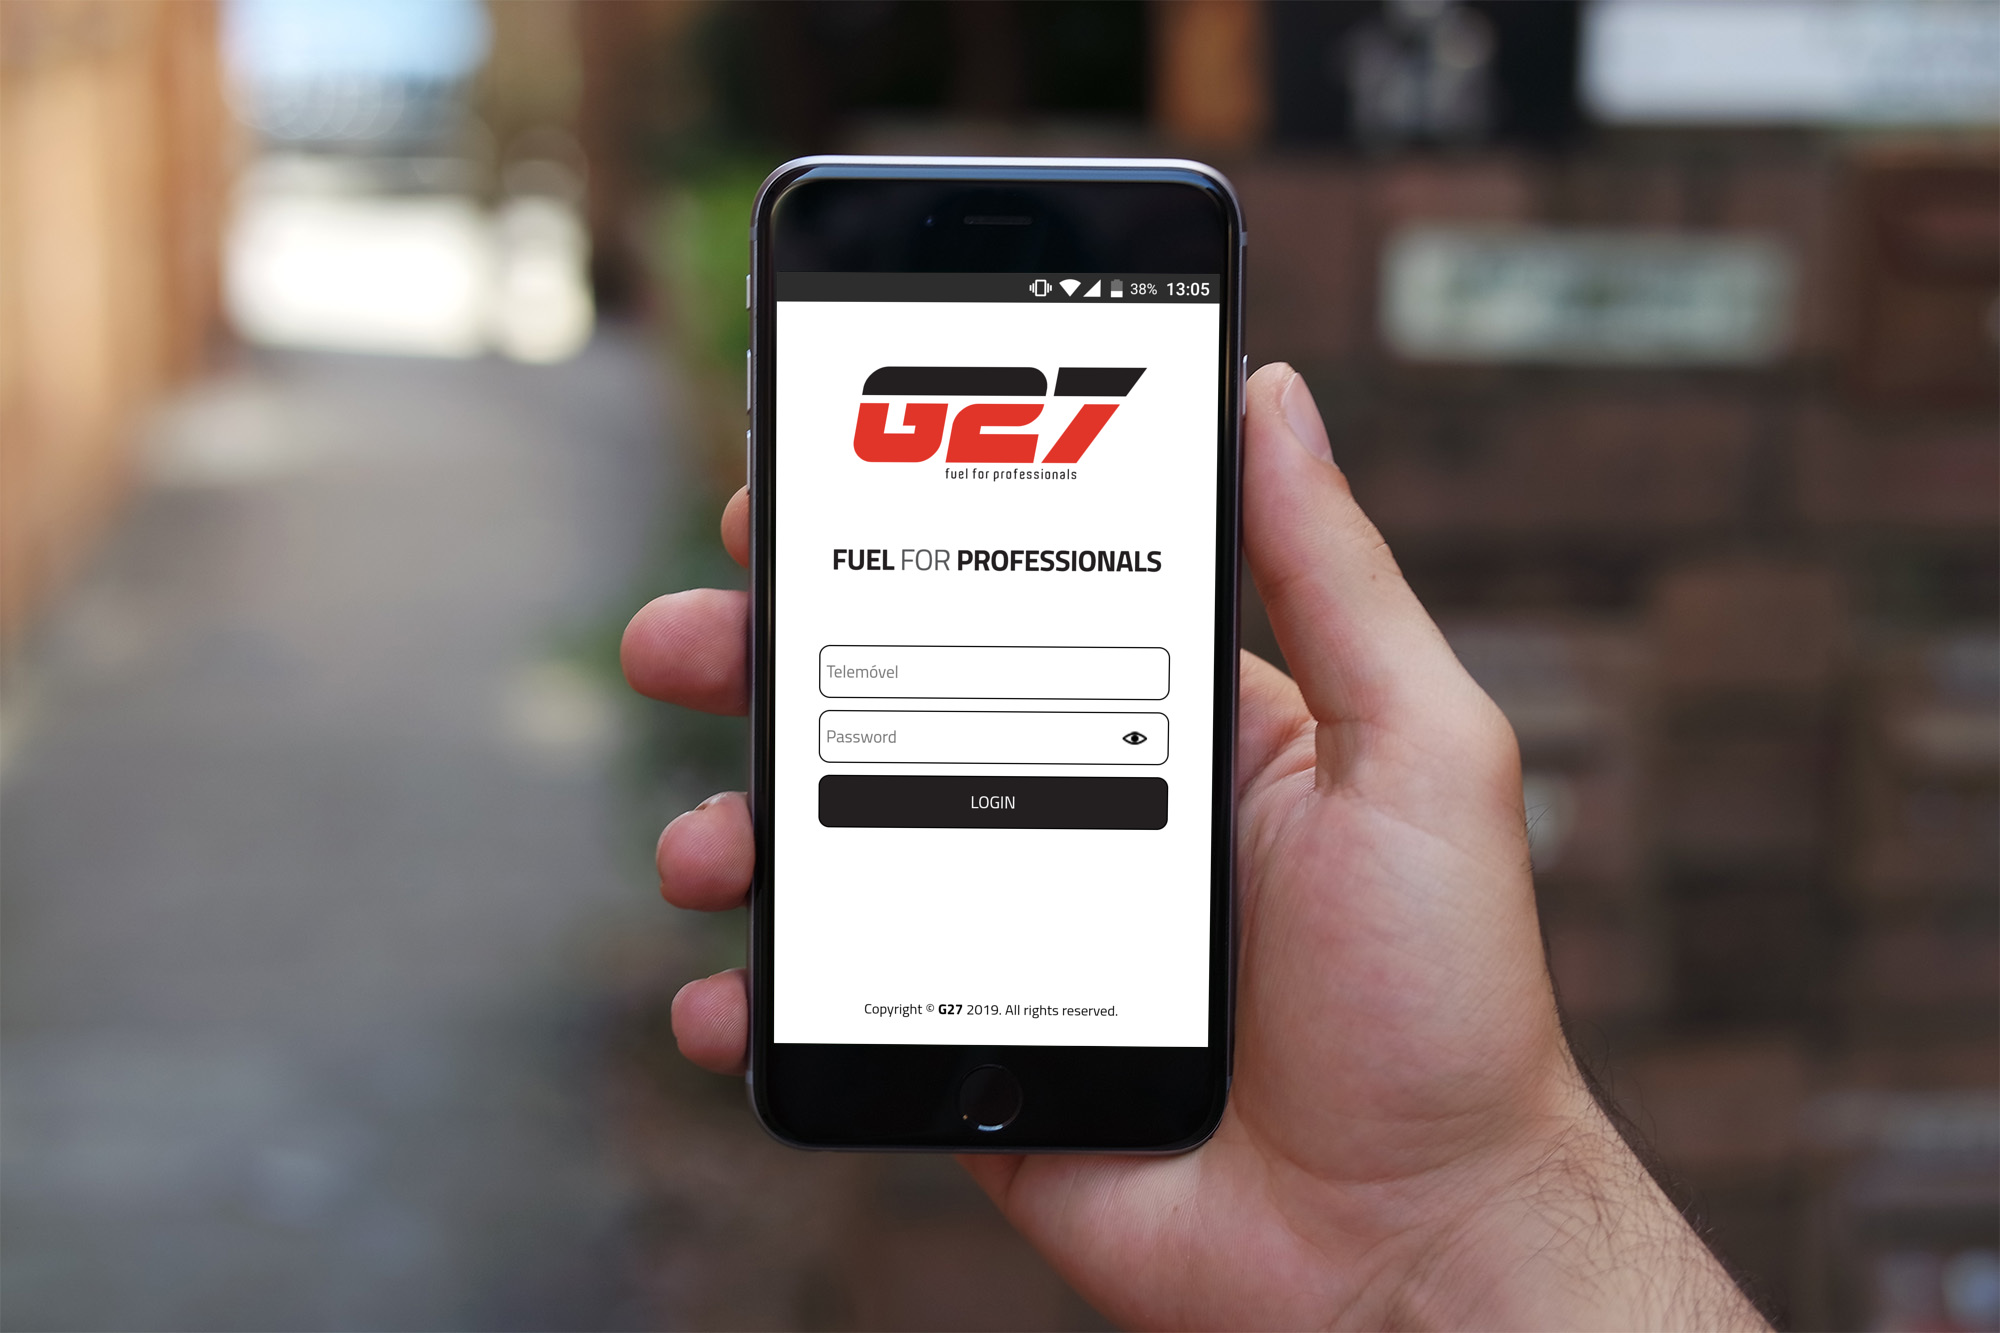 38% 13:05
G27
fuel for professionals
FUEL FOR PROFESSIONALS
Telemóvel
Password
LOGIN
Copyright © G27 2019. All rights reserved.